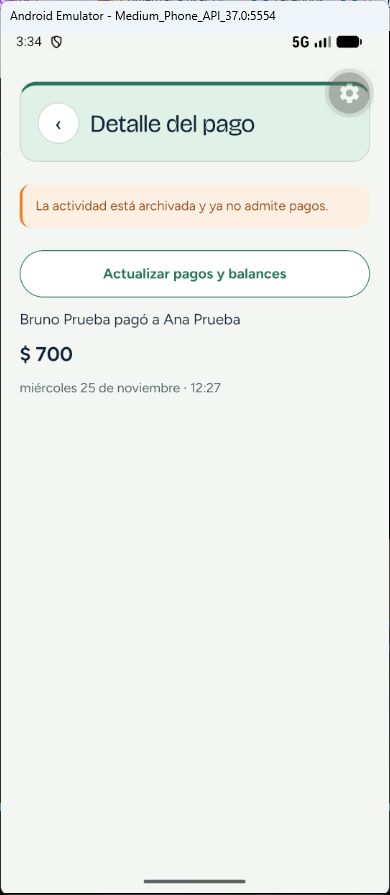 Android Emulator - Medium_Phone_API_37.0:5554
3:34
5G
‹ Detalle del pago
La actividad está archivada y ya no admite pagos.
Actualizar pagos y balances
Bruno Prueba pagó a Ana Prueba
$ 700
miércoles 25 de noviembre · 12:27